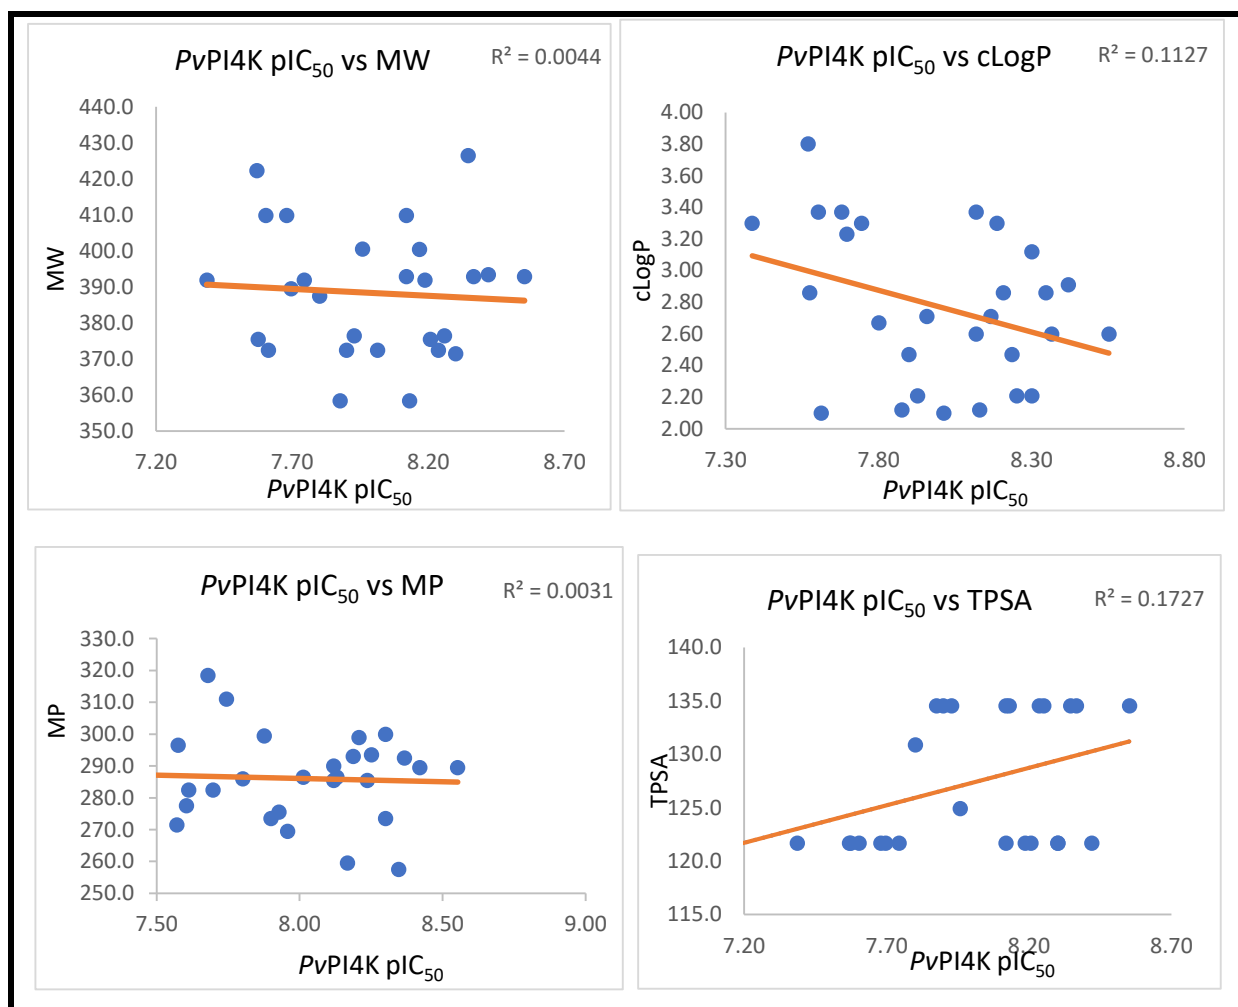 PvPI4K pIC₅₀ vs MW
R² = 0.0044
440.0
430.0
420.0
410.0
400.0
390.0
380.0
370.0
360.0
350.0
MW
7.20 7.70 8.20 8.70
PvPI4K pIC₅₀
PvPI4K pIC₅₀ vs cLogP
R² = 0.1127
4.00
3.80
3.60
3.40
3.20
3.00
2.80
2.60
2.40
2.20
2.00
cLogP
7.30 7.80 8.30 8.80
PvPI4K pIC₅₀
PvPI4K pIC₅₀ vs MP
R² = 0.0031
330.0
320.0
310.0
300.0
290.0
280.0
270.0
260.0
250.0
MP
7.50 8.00 8.50 9.00
PvPI4K pIC₅₀
PvPI4K pIC₅₀ vs TPSA
R² = 0.1727
140.0
135.0
130.0
125.0
120.0
115.0
TPSA
7.20 7.70 8.20 8.70
PvPI4K pIC₅₀